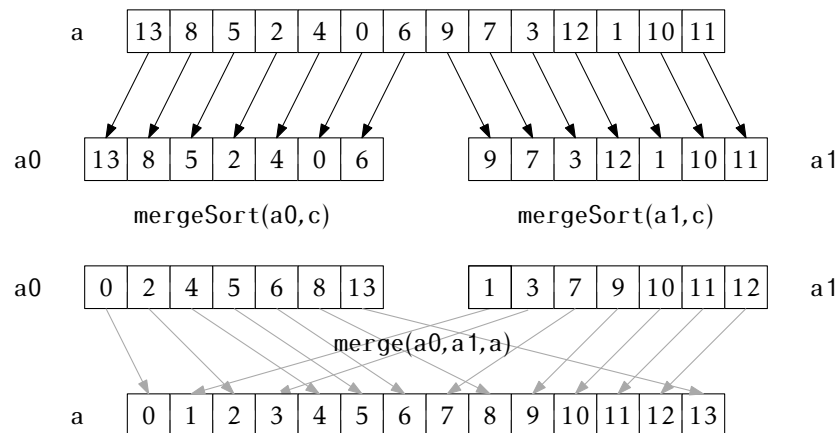 a 13 8 5 2 4 0 6 9 7 3 12 1 10 11
a0 13 8 5 2 4 0 6 9 7 3 12 1 10 11 a1
mergeSort(a0,c) mergeSort(a1,c)
a0 0 2 4 5 6 8 13 1 3 7 9 10 11 12 a1
merge(a0,a1,a)
a 0 1 2 3 4 5 6 7 8 9 10 11 12 13